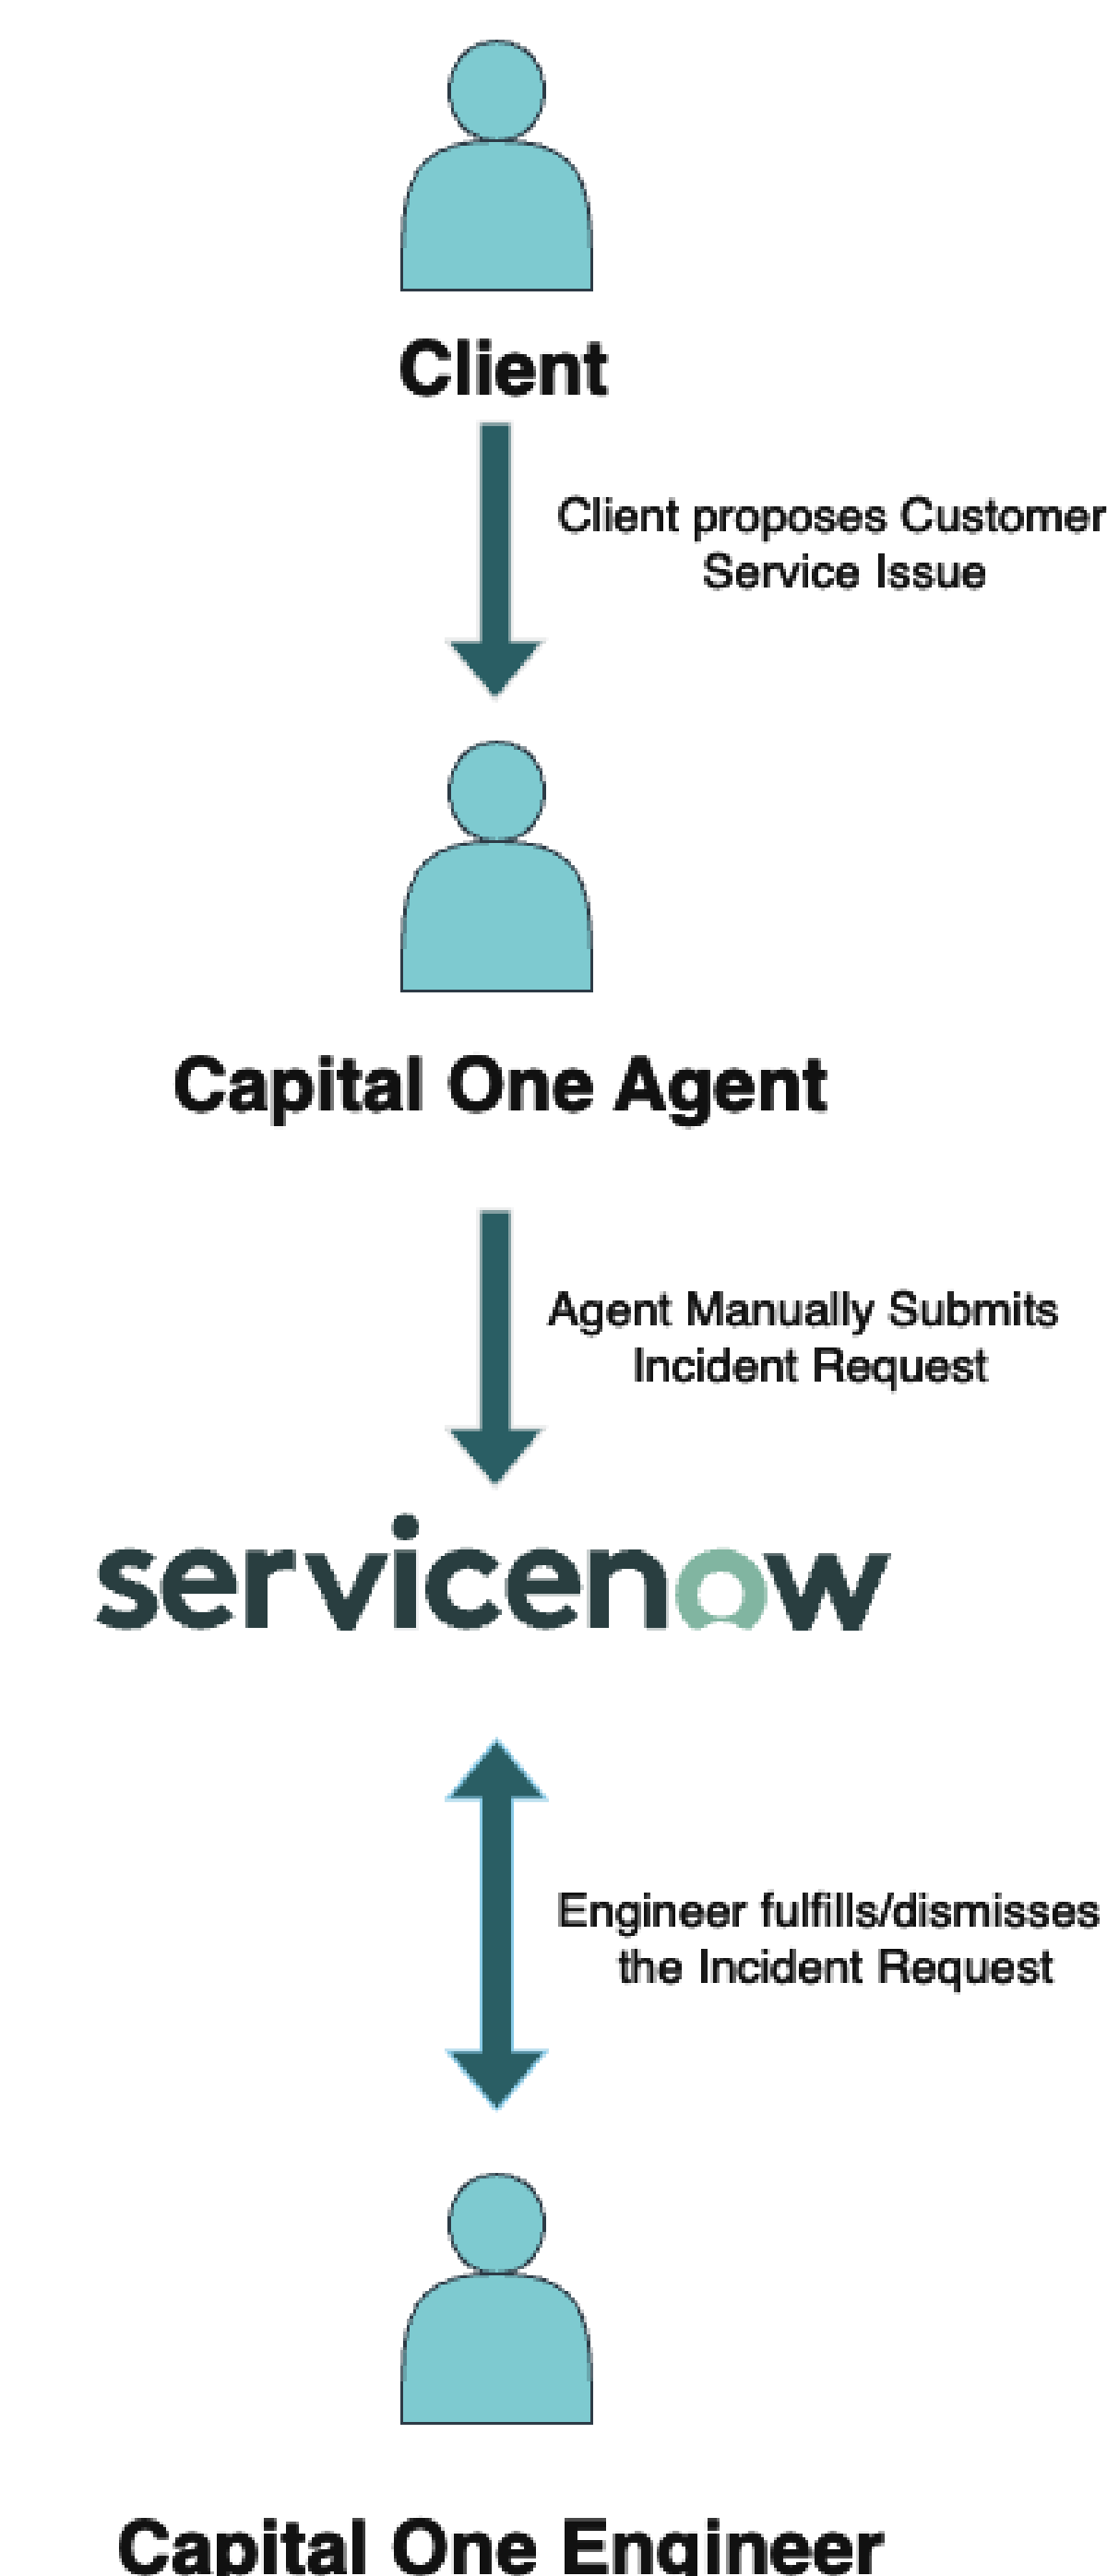 Client
Client proposes Customer
Service Issue
Capital One Agent
Agent Manually Submits
Incident Request
servicenow
Engineer fulfills/dismisses
the Incident Request
Capital One Engineer